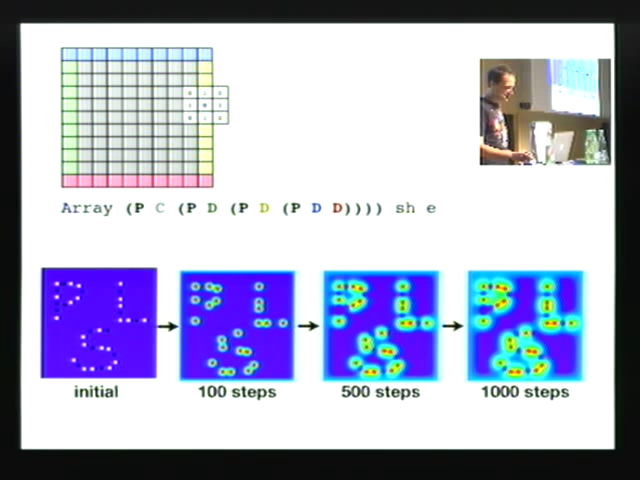 Array (P C (P D (P D (P D D)))) sh e
initial
100 steps
500 steps
1000 steps